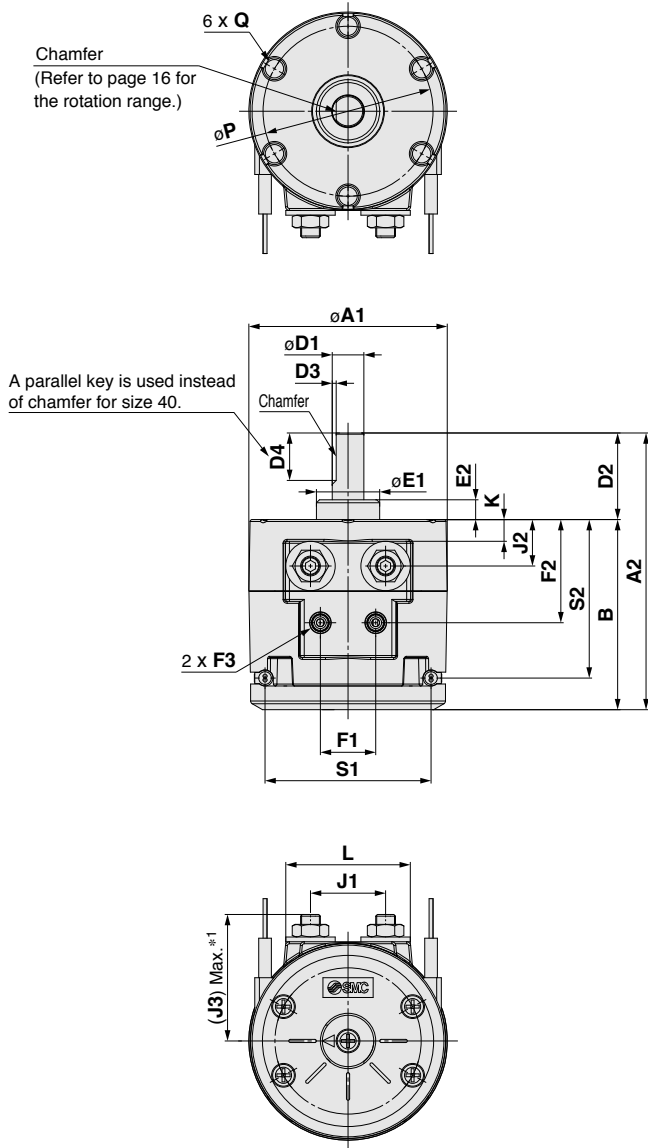 6 x Q
Chamfer
(Refer to page 16 for
the rotation range.)
øP
øA1
øD1
D3
A parallel key is used instead
of chamfer for size 40.
Chamfer
D4
øE1
E2
K
J2
F2
S2
B
D2
A2
2 x F3
F1
S1
L
J1
(J3) Max.*1
SMC